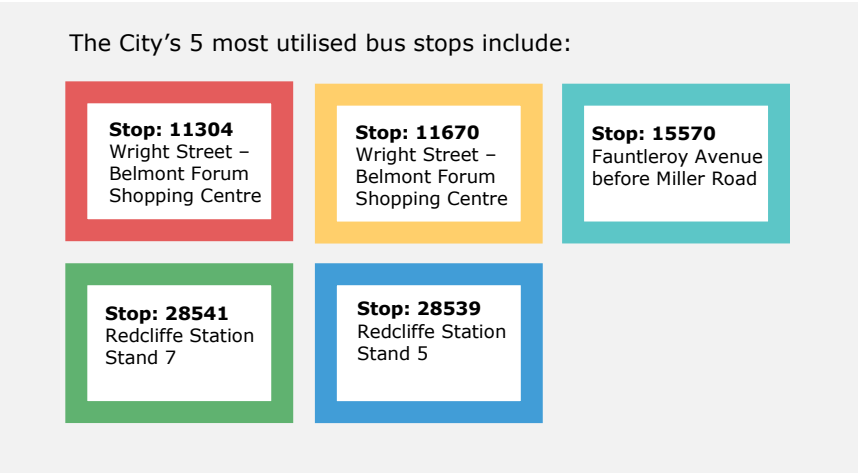 The City’s 5 most utilised bus stops include:
Stop: 11304
Wright Street –
Belmont Forum
Shopping Centre
Stop: 11670
Wright Street –
Belmont Forum
Shopping Centre
Stop: 15570
Fauntleroy Avenue
before Miller Road
Stop: 28541
Redcliffe Station
Stand 7
Stop: 28539
Redcliffe Station
Stand 5